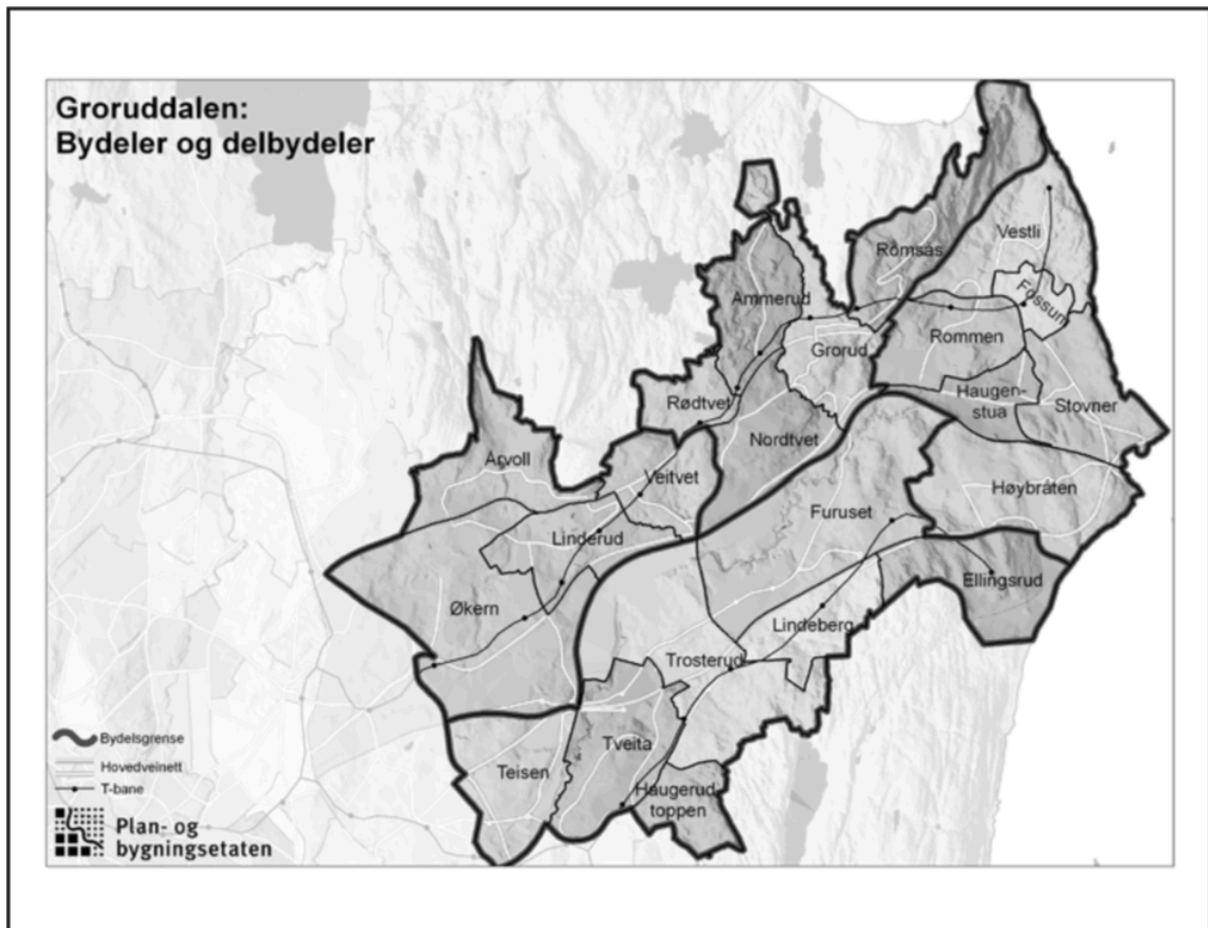 Groruddalen:
Bydeler og delbydeler
Vestli
Romsås
Fossum
Ammerud
Rommen
Grorud
Haugen-
stua
Rødtvet
Stovner
Nordtvet
Årvoll
Veitvet
Høybråten
Furuset
Linderud
Ellingsrud
Økern
Lindeberg
Trosterud
Tveita
Teisen
Haugerud
toppen
Bydelsgrense
Hovedveinett
T-bane
Plan- og
bygningsetaten